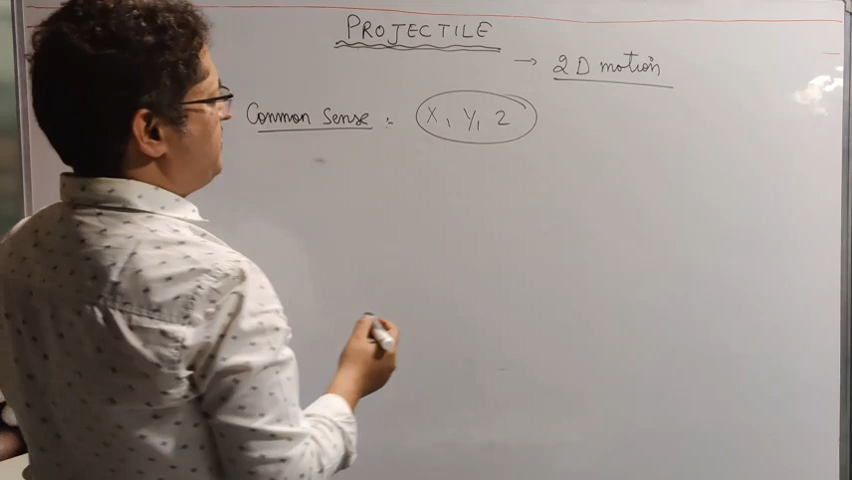 PROJECTILE
→ 2D motion
Common Sense :- X, Y, Z